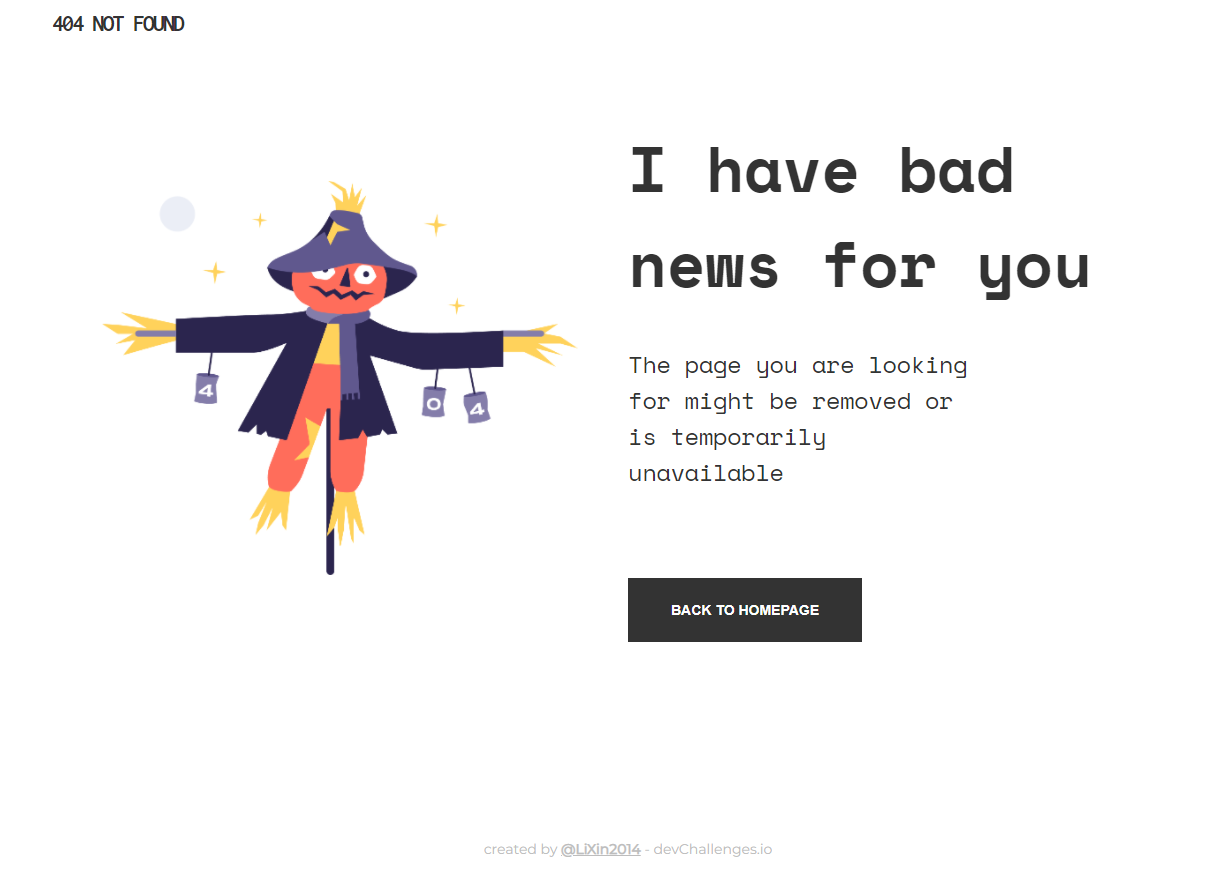 404 NOT FOUND
I have bad
news for you
4
0
4
The page you are looking
for might be removed or
is temporarily
unavailable
BACK TO HOMEPAGE
created by @LiXin2014 - devChallenges.io